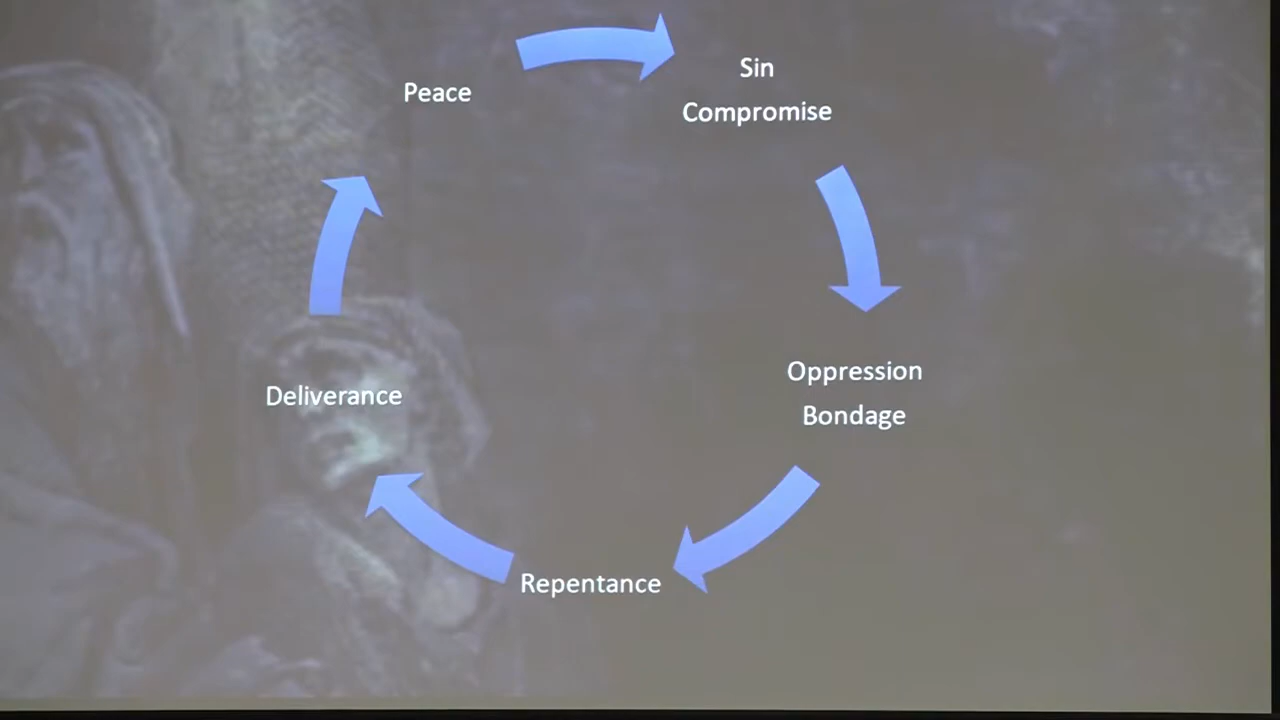 Peace
Sin
Compromise
Oppression
Bondage
Repentance
Deliverance